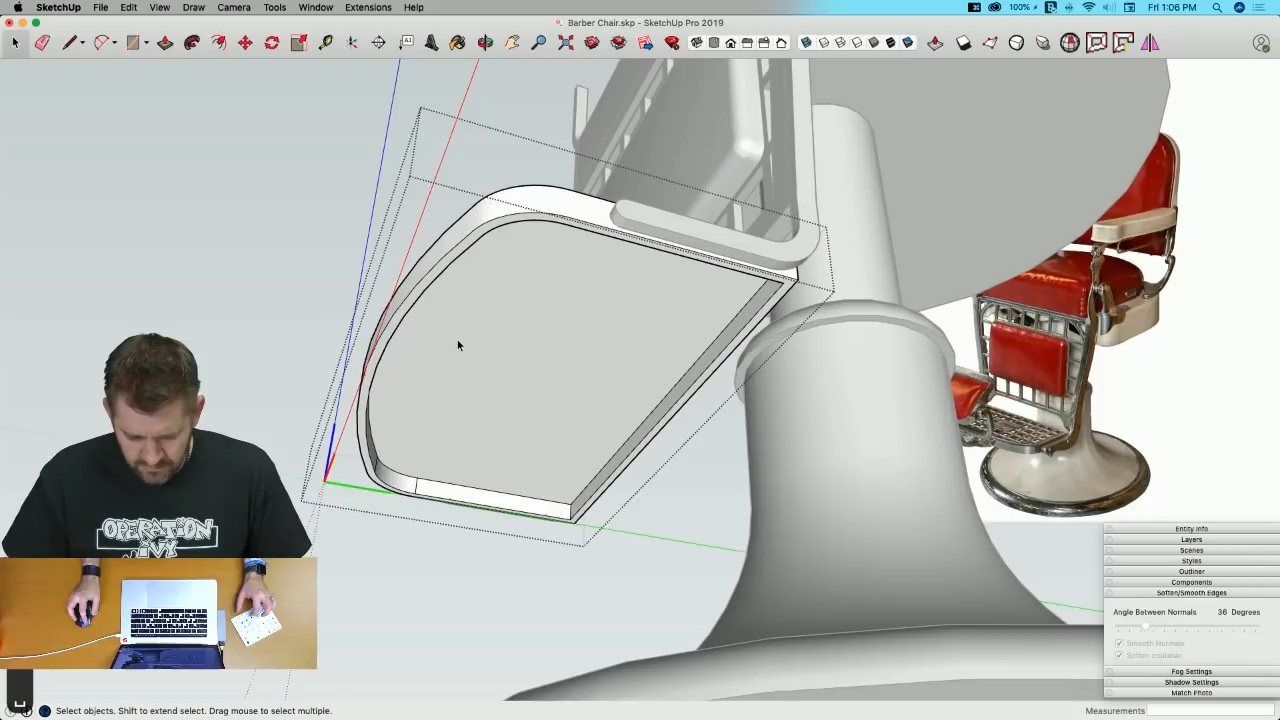 SketchUp File Edit View Draw Camera Tools Window Extensions Help
100% Fri 1:06 PM
Barber Chair.skp - SketchUp Pro 2019
A1
OPERATION
IVY
Entity Info
Layers
Scenes
Styles
Outliner
Components
Soften/Smooth Edges
Angle Between Normals 36 Degrees
Smooth Normals
Soften coplanar
Fog Settings
Shadow Settings
Match Photo
Select objects. Shift to extend select. Drag mouse to select multiple.
Measurements